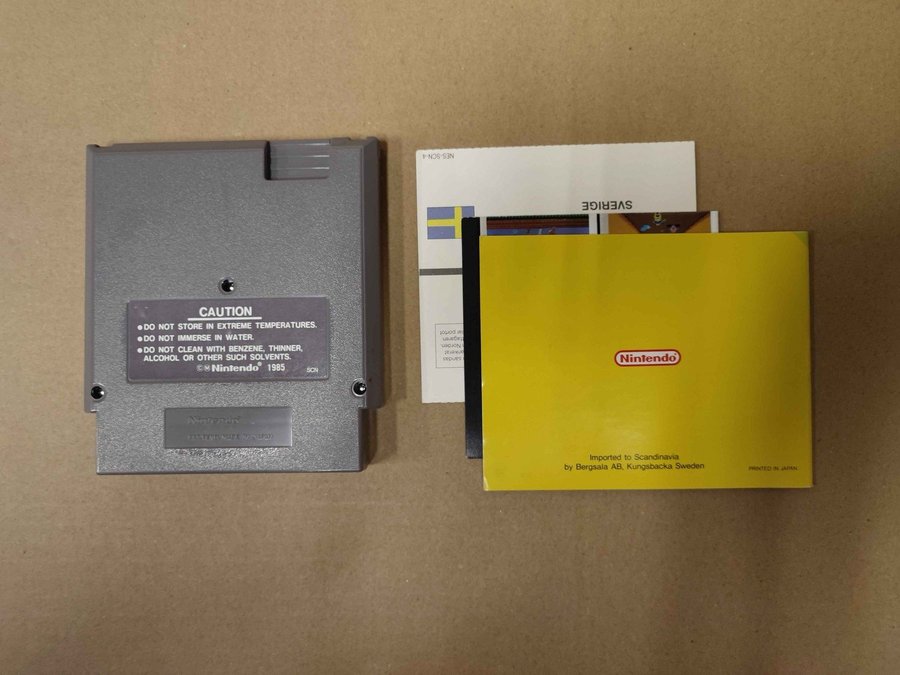 CAUTION
●DO NOT STORE IN EXTREME TEMPERATURES.
●DO NOT IMMERSE IN WATER.
●DO NOT CLEAN WITH BENZENE, THINNER,
ALCOHOL OR OTHER SUCH SOLVENTS.
©Ⓜ Nintendo® 1985
SCN
Nintendo
NES-SCN-4
SVERIGE
Norden
Nintendo
Imported to Scandinavia
by Bergsala AB, Kungsbacka Sweden
PRINTED IN JAPAN